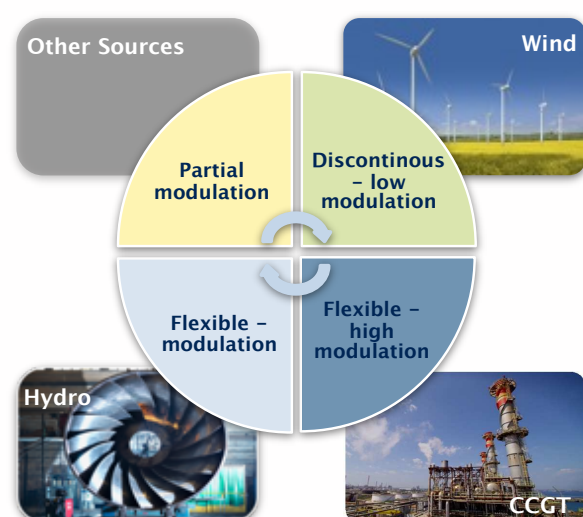 Other Sources
Wind
Partial
modulation
Discontinous
– low
modulation
Flexible –
modulation
Flexible –
high
modulation
Hydro
CCGT